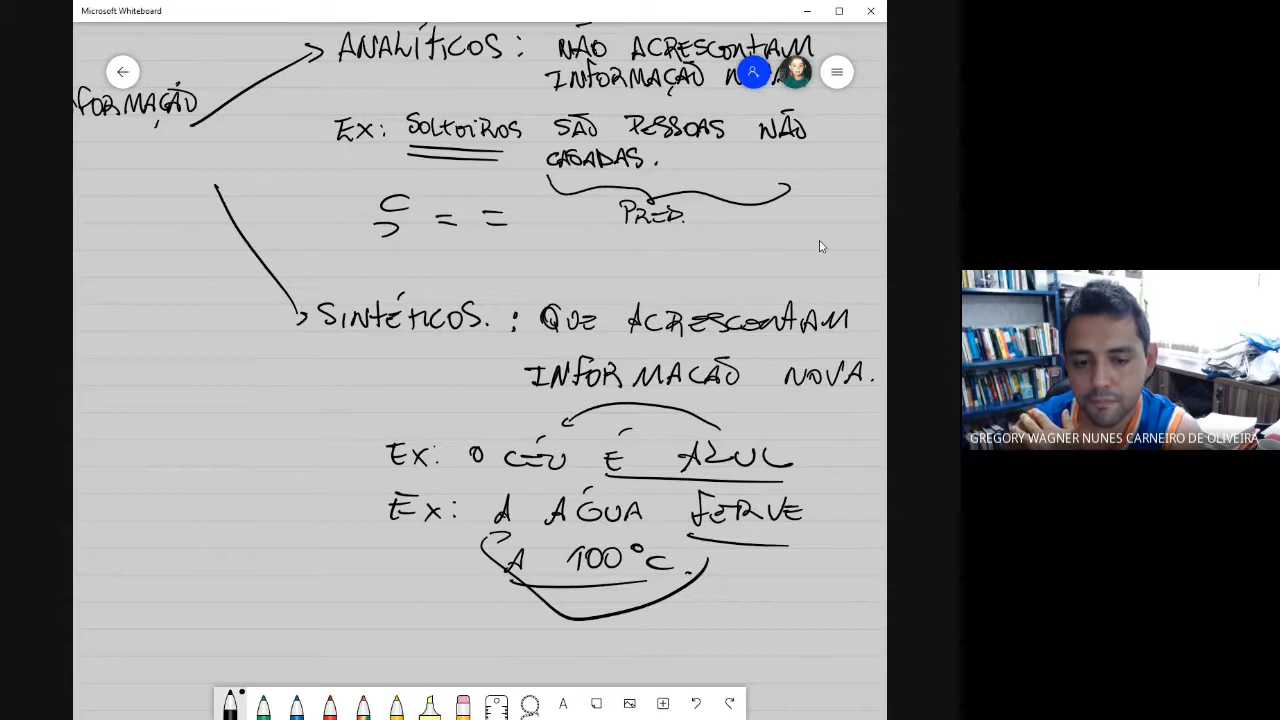 Microsoft Whiteboard
ANALÍTICOS : NÃO ACRESCENTAM
INFORMAÇÃO
FORMAÇÃO
EX: SOLTEIROS SÃO PESSOAS NÃO
CASADAS.
PRED.
S = =
SINTÉTICOS. : QUE ACRESCENTAM
INFORMACÃO NOVA.
EX: O CÉU É AZUL
EX: A ÁGUA FERVE
A 100°C.
GREGORY WAGNER NUNES CARNEIRO DE OLIVEIRA